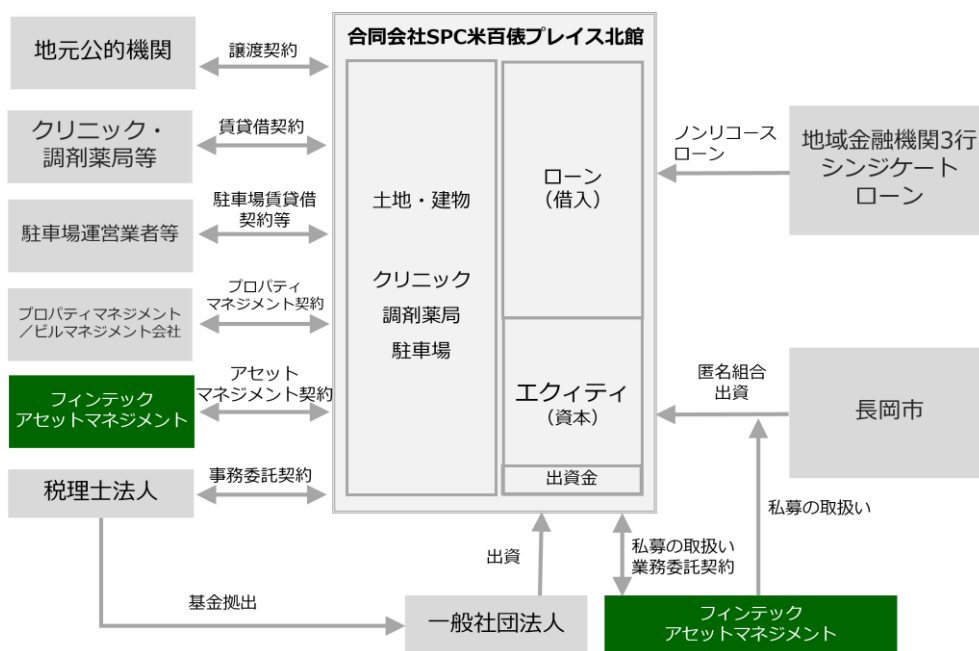 合同会社SPC米百俵プレイス北館
地元公的機関
譲渡契約
クリニック・
調剤薬局等
賃貸借契約
駐車場運営業者等
駐車場賃貸借
契約等
プロパティマネジメント
／ビルマネジメント会社
プロパティ
マネジメント契約
フィンテック
アセットマネジメント
アセット
マネジメント契約
税理士法人
事務委託契約
土地・建物
クリニック
調剤薬局
駐車場
ローン
（借入）
エクィティ
（資本）
出資金
ノンリコース
ローン
地域金融機関3行
シンジケート
ローン
匿名組合
出資
長岡市
私募の取扱い
出資
私募の取扱い
業務委託契約
基金拠出
一般社団法人
フィンテック
アセットマネジメント